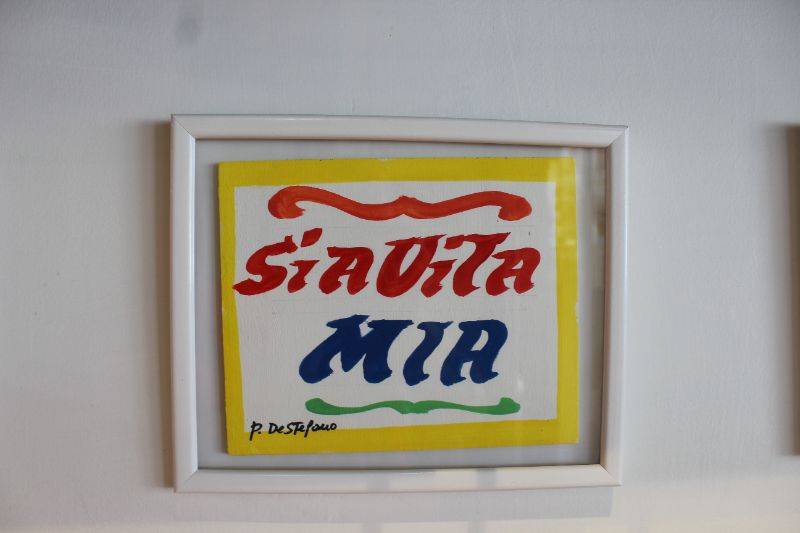 SiAViTA
MIA
P. DeStefano